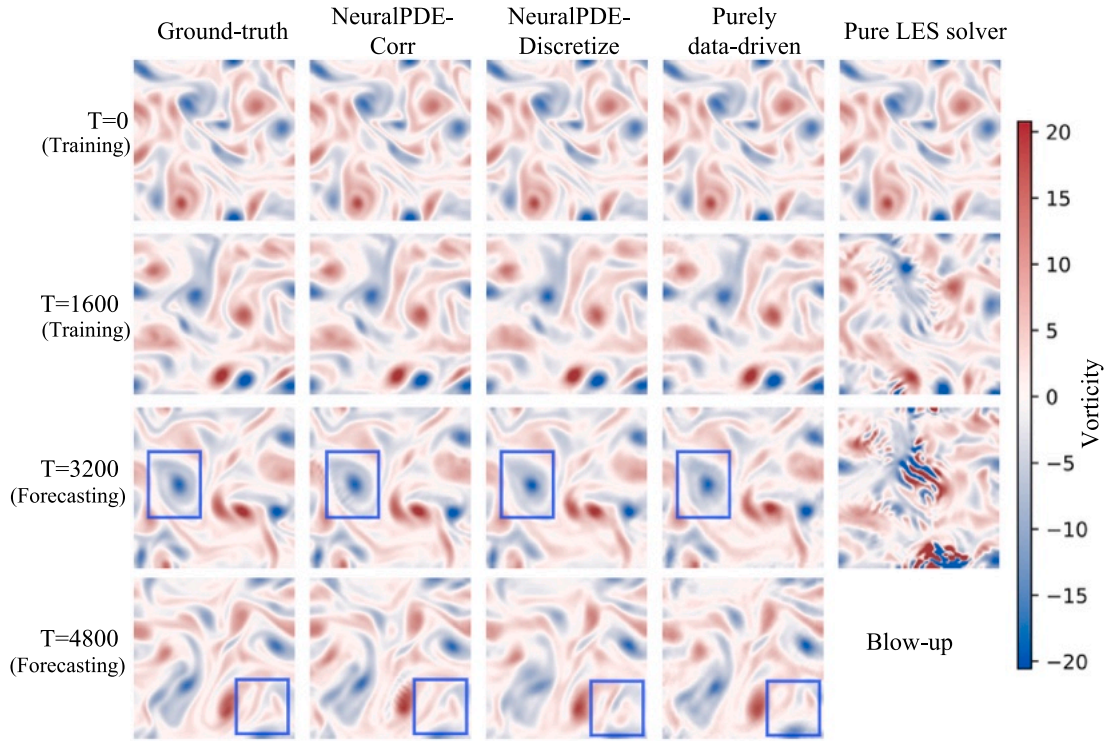 Ground-truth
NeuralPDE-
Corr
NeuralPDE-
Discretize
Purely
data-driven
Pure LES solver
T=0
(Training)
T=1600
(Training)
T=3200
(Forecasting)
T=4800
(Forecasting)
Blow-up
20
15
10
5
0
−5
−10
−15
−20
Vorticity